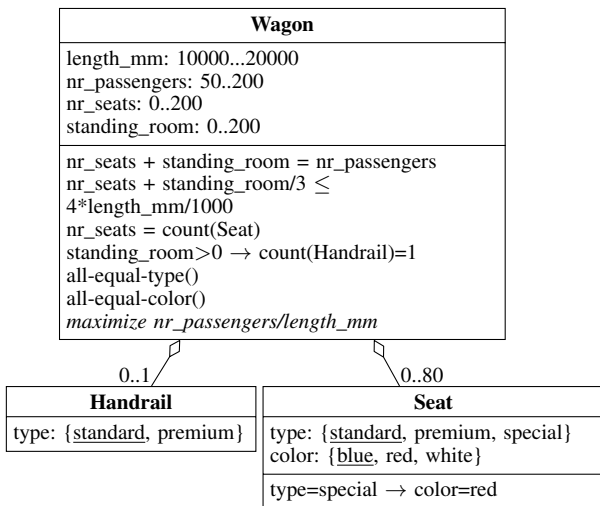 Wagon
length_mm: 10000...20000
nr_passengers: 50..200
nr_seats: 0..200
standing_room: 0..200
nr_seats + standing_room = nr_passengers
nr_seats + standing_room/3 ≤
4*length_mm/1000
nr_seats = count(Seat)
standing_room>0 → count(Handrail)=1
all-equal-type()
all-equal-color()
maximize nr_passengers/length_mm
0..1
0..80
Handrail
type: {standard, premium}
Seat
type: {standard, premium, special}
color: {blue, red, white}
type=special → color=red